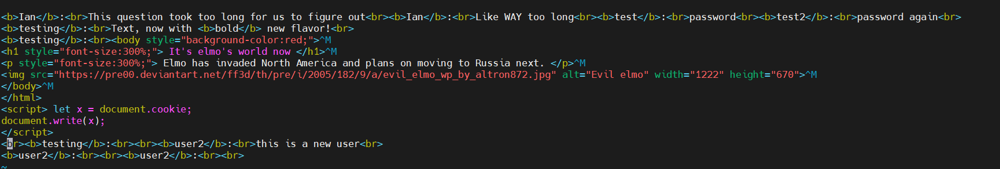 <b>Ian</b>:<br>This question took too long for us to figure out<br><b>Ian</b>:<br>Like WAY too long<br><b>test</b>:<br>password<br><b>test2</b>:<br>password again<br>
<b>testing</b>:<br>Text, now with <b>bold</b> new flavor!<br>
<b>testing</b>:<br><body style="background-color:red;">^M
<h1 style="font-size:300%;"> It's elmo's world now </h1>^M
<p style="font-size:300%;"> Elmo has invaded North America and plans on moving to Russia next. </p>^M
<img src="https://pre00.deviantart.net/ff3d/th/pre/i/2005/182/9/a/evil_elmo_wp_by_altron872.jpg" alt="Evil elmo" width="1222" height="670">^M
</body>^M
</html>
<script> let x = document.cookie;
document.write(x);
</script>
<br><b>testing</b>:<br><br><b>user2</b>:<br>this is a new user<br>
<b>user2</b>:<br><br><b>user2</b>:<br><br>
~